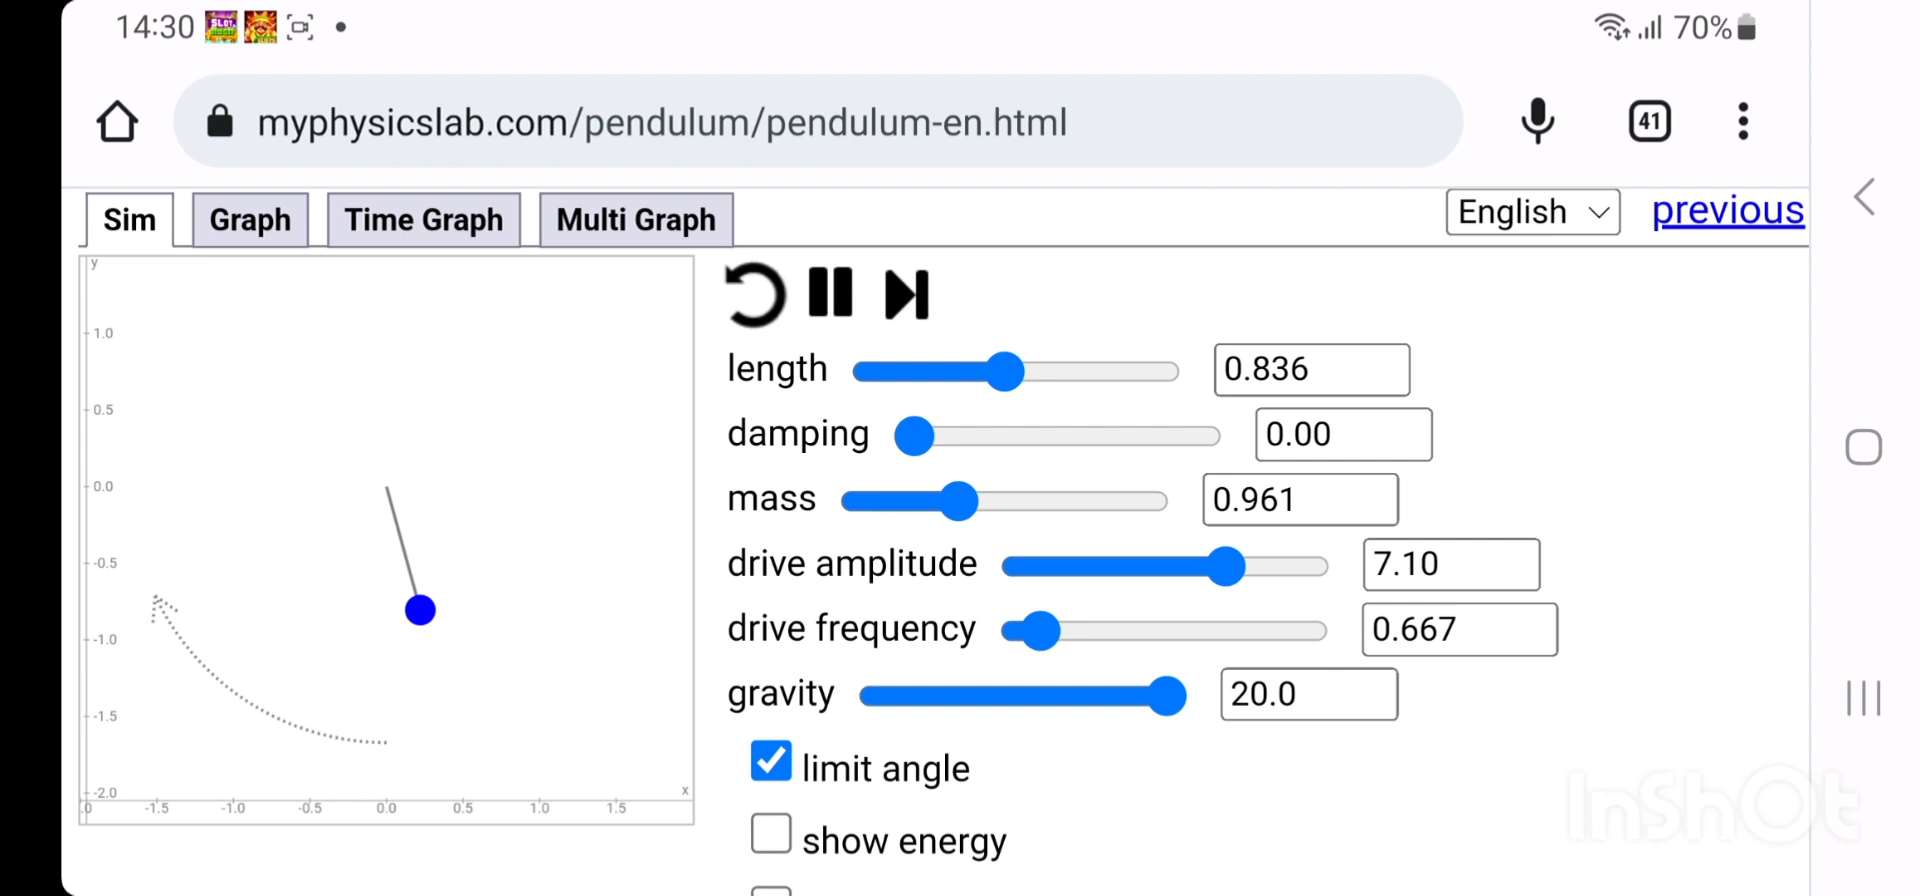 14:30
70%
myphysicslab.com/pendulum/pendulum-en.html
41
Sim Graph Time Graph Multi Graph English previous
y
1.0
0.5
0.0
-0.5
-1.0
-1.5
-2.0
x
.0 -1.5 -1.0 -0.5 0.0 0.5 1.0 1.5
length 0.836
damping 0.00
mass 0.961
drive amplitude 7.10
drive frequency 0.667
gravity 20.0
limit angle
show energy
InShOt